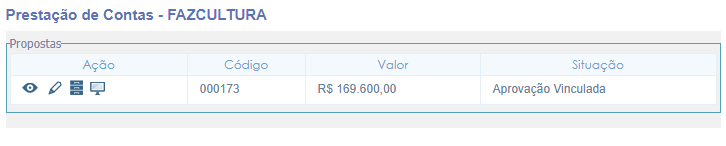 Prestação de Contas - FAZCULTURA
Propostas
Ação Código Valor Situação
000173 R$ 169.600,00 Aprovação Vinculada